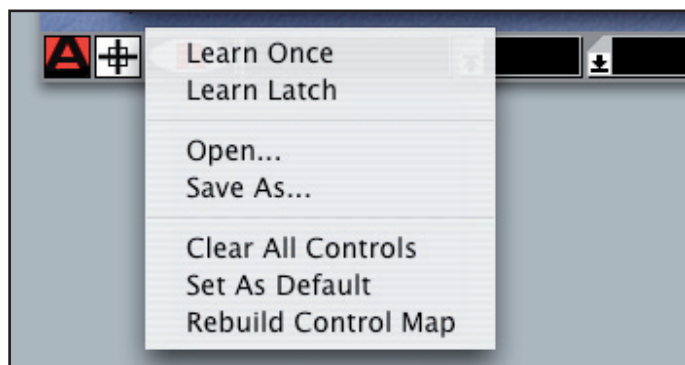 A
Learn Once
Learn Latch
Open...
Save As...
Clear All Controls
Set As Default
Rebuild Control Map